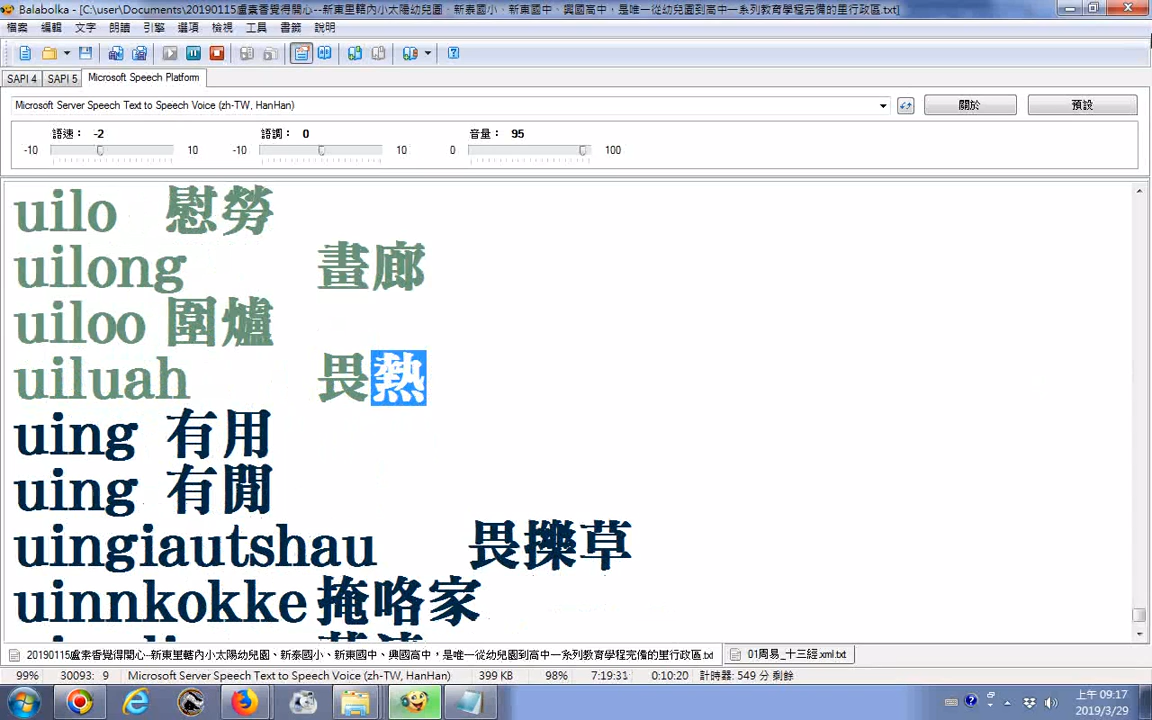 Balabolka - [C:\user\Documents\20190115盧素香覺得開心--新東里轄內小太陽幼兒園、新泰國小、新東國中、興國高中，是唯一從幼兒園到高中一系列教育學程完備的里行政區.txt]
檔案 編輯 文字 朗讀 引擎 選項 檢視 工具 書籤 說明
SAPI 4 SAPI 5 Microsoft Speech Platform
Microsoft Server Speech Text to Speech Voice (zh-TW, HanHan) 關於 預設
語速： -2 語調： 0 音量： 95
-10 10 -10 10 0 100
uilo 慰勞
uilong 畫廊
uiloo 圍爐
uiluah 畏熱
uing 有用
uing 有閒
uingiautshau 畏擽草
uinnkokke 掩咯家
20190115盧素香覺得開心--新東里轄內小太陽幼兒園、新泰國小、新東國中、興國高中，是唯一從幼兒園到高中一系列教育學程完備的里行政區.txt 01周易_十三經.xml.txt
99% 30093: 9 Microsoft Server Speech Text to Speech Voice (zh-TW, HanHan) 399 KB 98% 7:19:31 0:10:20 計時器: 549 分 剩餘
上午 09:17
2019/3/29